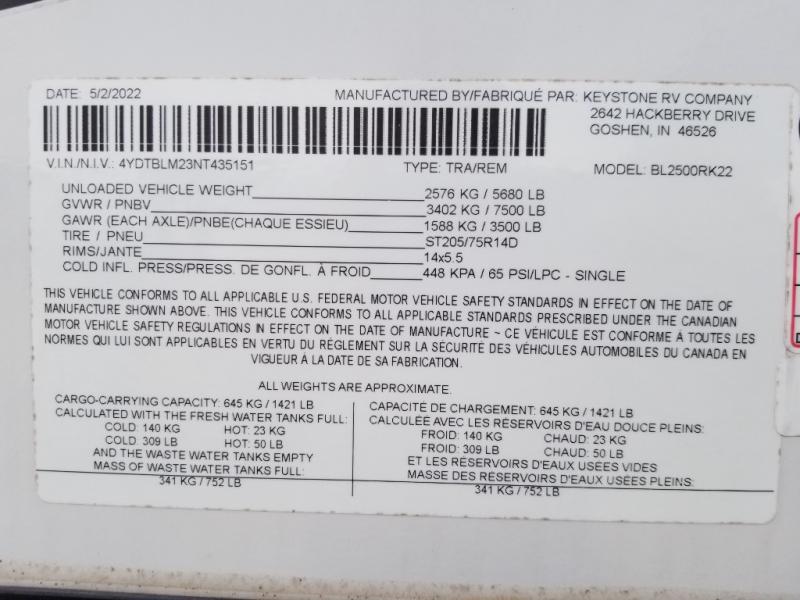 DATE: 5/2/2022 MANUFACTURED BY/FABRIQUÉ PAR: KEYSTONE RV COMPANY
2642 HACKBERRY DRIVE
GOSHEN, IN 46526
V.I.N./N.I.V.: 4YDTBLM23NT435151 TYPE: TRA/REM MODEL: BL2500RK22
UNLOADED VEHICLE WEIGHT 2576 KG / 5680 LB
GVWR / PNBV 3402 KG / 7500 LB
GAWR (EACH AXLE)/PNBE(CHAQUE ESSIEU) 1588 KG / 3500 LB
TIRE / PNEU ST205/75R14D
RIMS/JANTE 14x5.5
COLD INFL. PRESS/PRESS. DE GONFL. À FROID 448 KPA / 65 PSI/LPC - SINGLE
THIS VEHICLE CONFORMS TO ALL APPLICABLE U.S. FEDERAL MOTOR VEHICLE SAFETY STANDARDS IN EFFECT ON THE DATE OF
MANUFACTURE SHOWN ABOVE. THIS VEHICLE CONFORMS TO ALL APPLICABLE STANDARDS PRESCRIBED UNDER THE CANADIAN
MOTOR VEHICLE SAFETY REGULATIONS IN EFFECT ON THE DATE OF MANUFACTURE ~ CE VÉHICULE EST CONFORME À TOUTES LES
NORMES QUI LUI SONT APPLICABLES EN VERTU DU RÉGLEMENT SUR LA SÉCURITÉ DES VÉHICULES AUTOMOBILES DU CANADA EN
VIGUEUR À LA DATE DE SA FABRICATION.
ALL WEIGHTS ARE APPROXIMATE.
CARGO-CARRYING CAPACITY: 645 KG / 1421 LB
CALCULATED WITH THE FRESH WATER TANKS FULL:
COLD: 140 KG HOT: 23 KG
COLD: 309 LB HOT: 50 LB
AND THE WASTE WATER TANKS EMPTY
MASS OF WASTE WATER TANKS FULL:
341 KG / 752 LB
CAPACITÉ DE CHARGEMENT: 645 KG / 1421 LB
CALCULÉE AVEC LES RÉSERVOIRS D'EAU DOUCE PLEINS:
FROID: 140 KG CHAUD: 23 KG
FROID: 309 LB CHAUD: 50 LB
ET LES RÉSERVOIRS D'EAUX USÉES VIDES
MASSE DES RÉSERVOIRS D'EAUX USÉES PLEINS:
341 KG / 752 LB